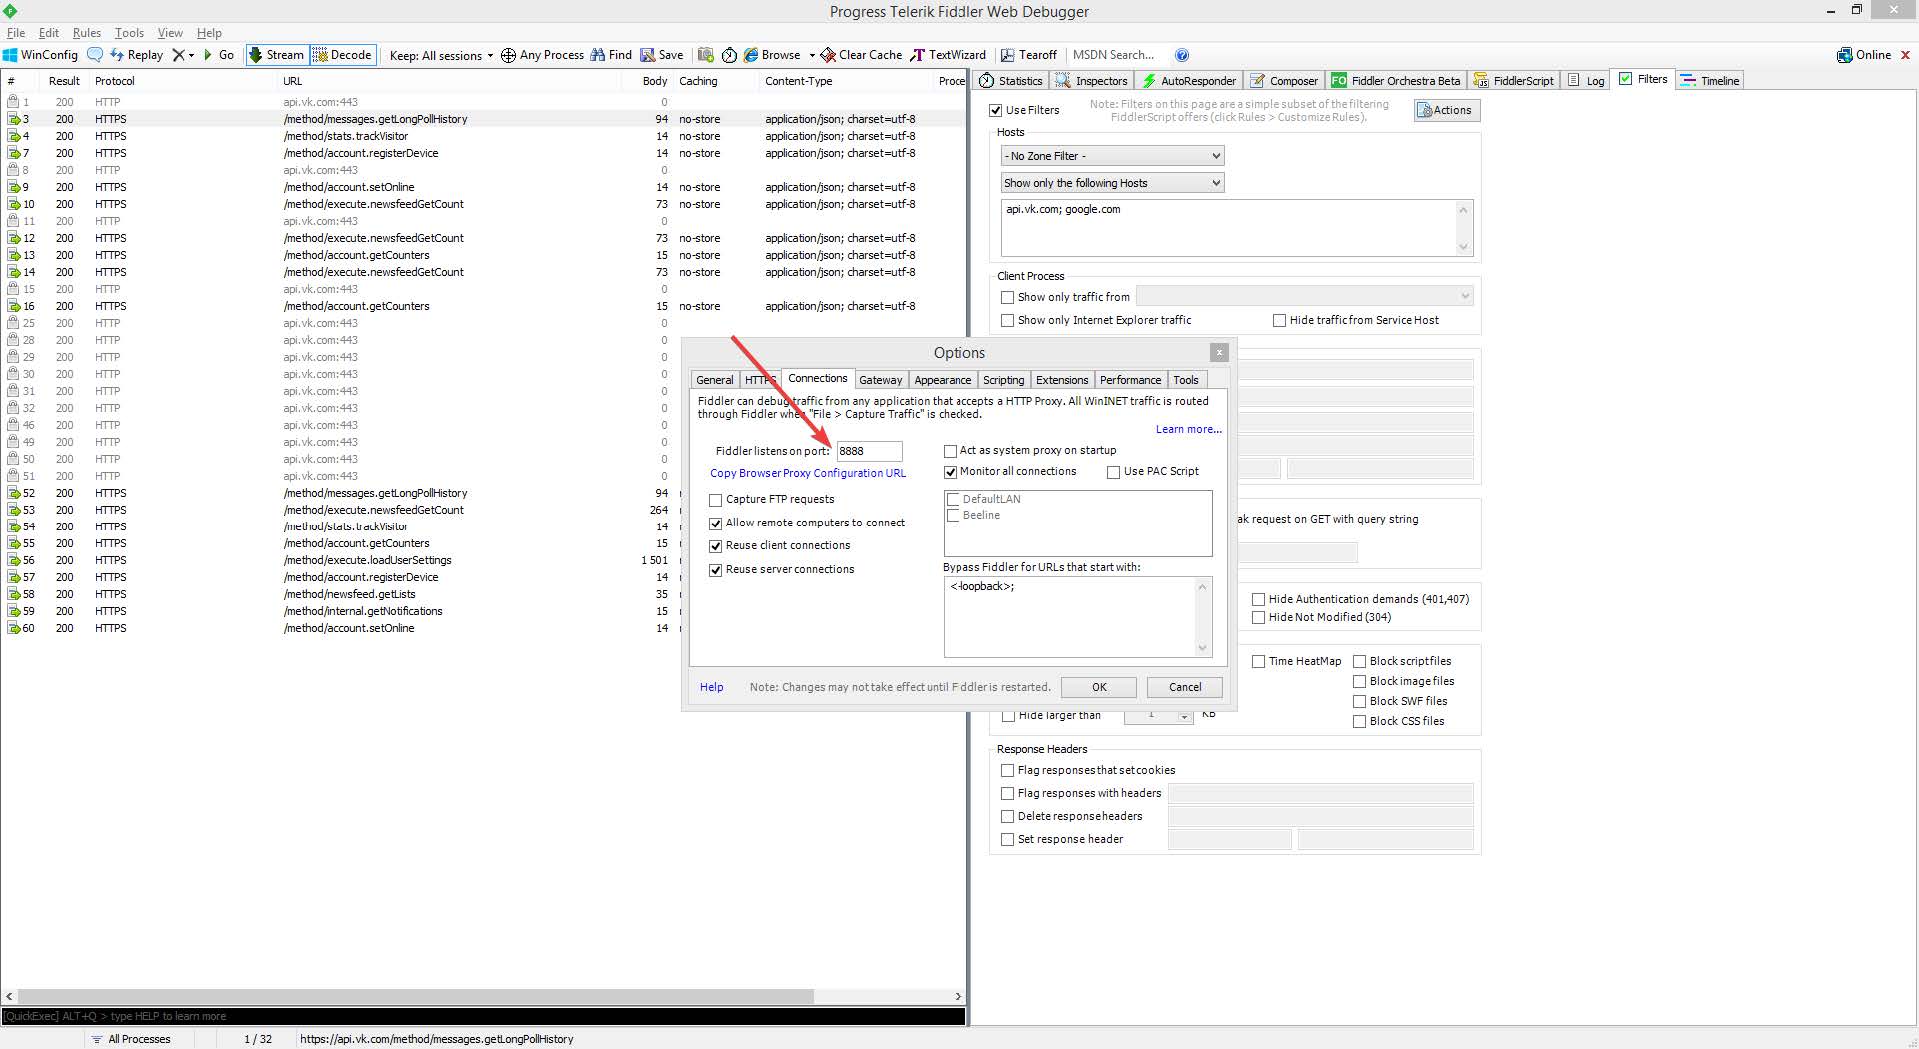 Progress Telerik Fiddler Web Debugger
File Edit Rules Tools View Help
WinConfig Replay Go Stream Decode Keep: All sessions Any Process Find Save Browse Clear Cache TextWizard Tearoff MSDN Search... Online
# Result Protocol URL Body Caching Content-Type Proce
1 200 HTTP api.vk.com:443 0
3 200 HTTPS /method/messages.getLongPollHistory 94 no-store application/json; charset=utf-8
4 200 HTTPS /method/stats.trackVisitor 14 no-store application/json; charset=utf-8
7 200 HTTPS /method/account.registerDevice 14 no-store application/json; charset=utf-8
8 200 HTTP api.vk.com:443 0
9 200 HTTPS /method/account.setOnline 14 no-store application/json; charset=utf-8
10 200 HTTPS /method/execute.newsfeedGetCount 73 no-store application/json; charset=utf-8
11 200 HTTP api.vk.com:443 0
12 200 HTTPS /method/execute.newsfeedGetCount 73 no-store application/json; charset=utf-8
13 200 HTTPS /method/account.getCounters 15 no-store application/json; charset=utf-8
14 200 HTTPS /method/execute.newsfeedGetCount 73 no-store application/json; charset=utf-8
15 200 HTTP api.vk.com:443 0
16 200 HTTPS /method/account.getCounters 15 no-store application/json; charset=utf-8
25 200 HTTP api.vk.com:443 0
28 200 HTTP api.vk.com:443 0
29 200 HTTP api.vk.com:443 0
30 200 HTTP api.vk.com:443 0
31 200 HTTP api.vk.com:443 0
32 200 HTTP api.vk.com:443 0
46 200 HTTP api.vk.com:443 0
49 200 HTTP api.vk.com:443 0
50 200 HTTP api.vk.com:443 0
51 200 HTTP api.vk.com:443 0
52 200 HTTPS /method/messages.getLongPollHistory 94
53 200 HTTPS /method/execute.newsfeedGetCount 264
54 200 HTTPS /method/stats.trackVisitor 14
55 200 HTTPS /method/account.getCounters 15
56 200 HTTPS /method/execute.loadUserSettings 1 501
57 200 HTTPS /method/account.registerDevice 14
58 200 HTTPS /method/newsfeed.getLists 35
59 200 HTTPS /method/internal.getNotifications 15
60 200 HTTPS /method/account.setOnline 14
[QuickExec] ALT+Q > type HELP to learn more
All Processes 1 / 32 https://api.vk.com/method/messages.getLongPollHistory
Statistics Inspectors AutoResponder Composer FO Fiddler Orchestra Beta FiddlerScript Log Filters Timeline
Use Filters
Note: Filters on this page are a simple subset of the filtering
FiddlerScript offers (click Rules > Customize Rules).
Actions
Hosts
- No Zone Filter -
Show only the following Hosts
api.vk.com; google.com
Client Process
Show only traffic from
Show only Internet Explorer traffic Hide traffic from Service Host
ak request on GET with query string
Hide Authentication demands (401,407)
Hide Not Modified (304)
Time HeatMap Block script files
Block image files
Block SWF files
Hide larger than 1 KB
Block CSS files
Response Headers
Flag responses that set cookies
Flag responses with headers
Delete response headers
Set response header
Options
General HTTPS Connections Gateway Appearance Scripting Extensions Performance Tools
Fiddler can debug traffic from any application that accepts a HTTP Proxy. All WinINET traffic is routed
through Fiddler when "File > Capture Traffic" is checked.
Learn more...
Fiddler listens on port: 8888
Copy Browser Proxy Configuration URL
Capture FTP requests
Allow remote computers to connect
Reuse client connections
Reuse server connections
Act as system proxy on startup
Monitor all connections Use PAC Script
DefaultLAN
Beeline
Bypass Fiddler for URLs that start with:
<-loopback>;
Help Note: Changes may not take effect until Fiddler is restarted. OK Cancel